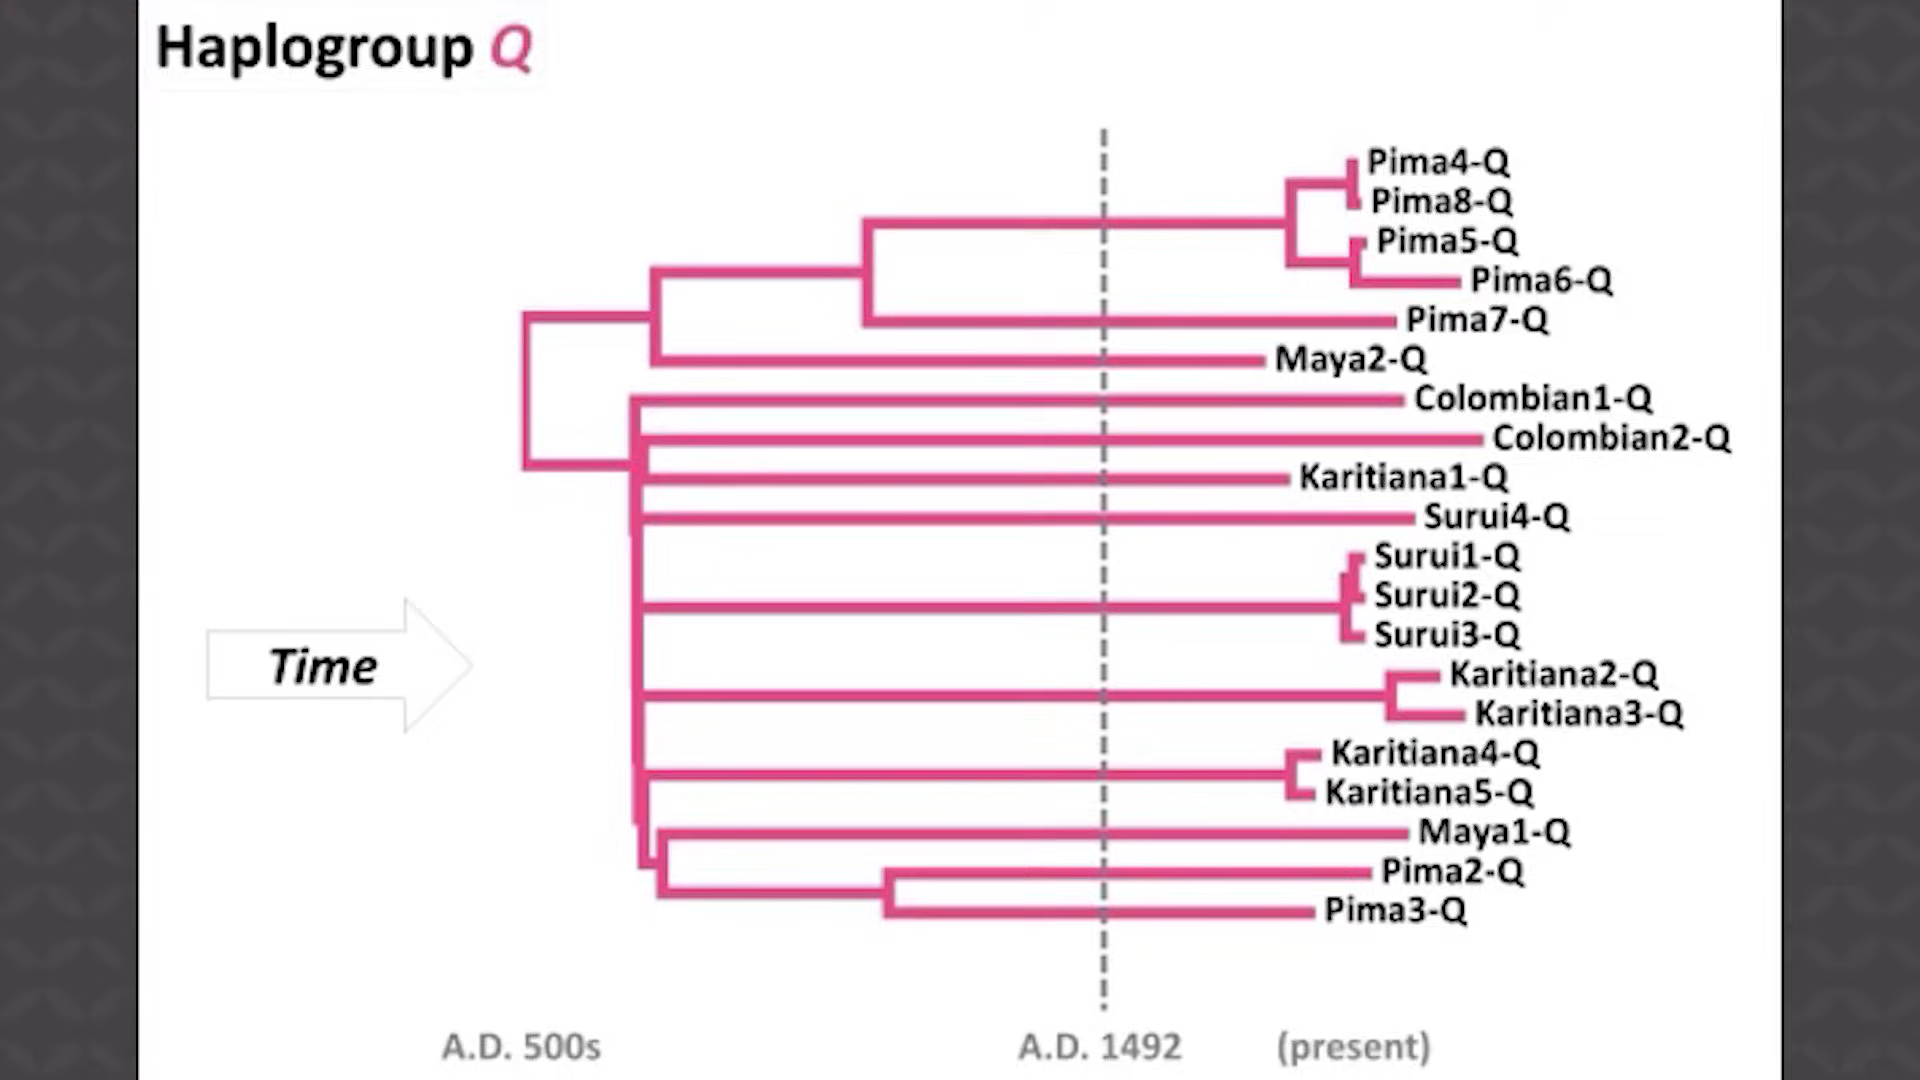 Haplogroup Q
Pima4-Q
Pima8-Q
Pima5-Q
Pima6-Q
Pima7-Q
Maya2-Q
Colombian1-Q
Colombian2-Q
Karitiana1-Q
Surui4-Q
Surui1-Q
Surui2-Q
Surui3-Q
Time
Karitiana2-Q
Karitiana3-Q
Karitiana4-Q
Karitiana5-Q
Maya1-Q
Pima2-Q
Pima3-Q
A.D. 500s A.D. 1492 (present)